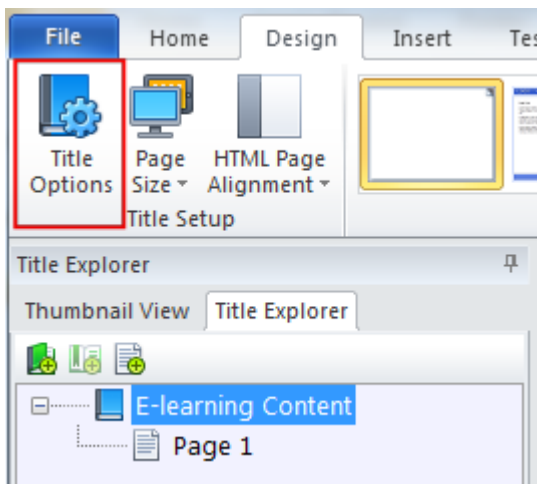 File Home Design Insert Tes
Title Options
Page Size
HTML Page Alignment
Title Setup
Title Explorer
Thumbnail View Title Explorer
E-learning Content
Page 1